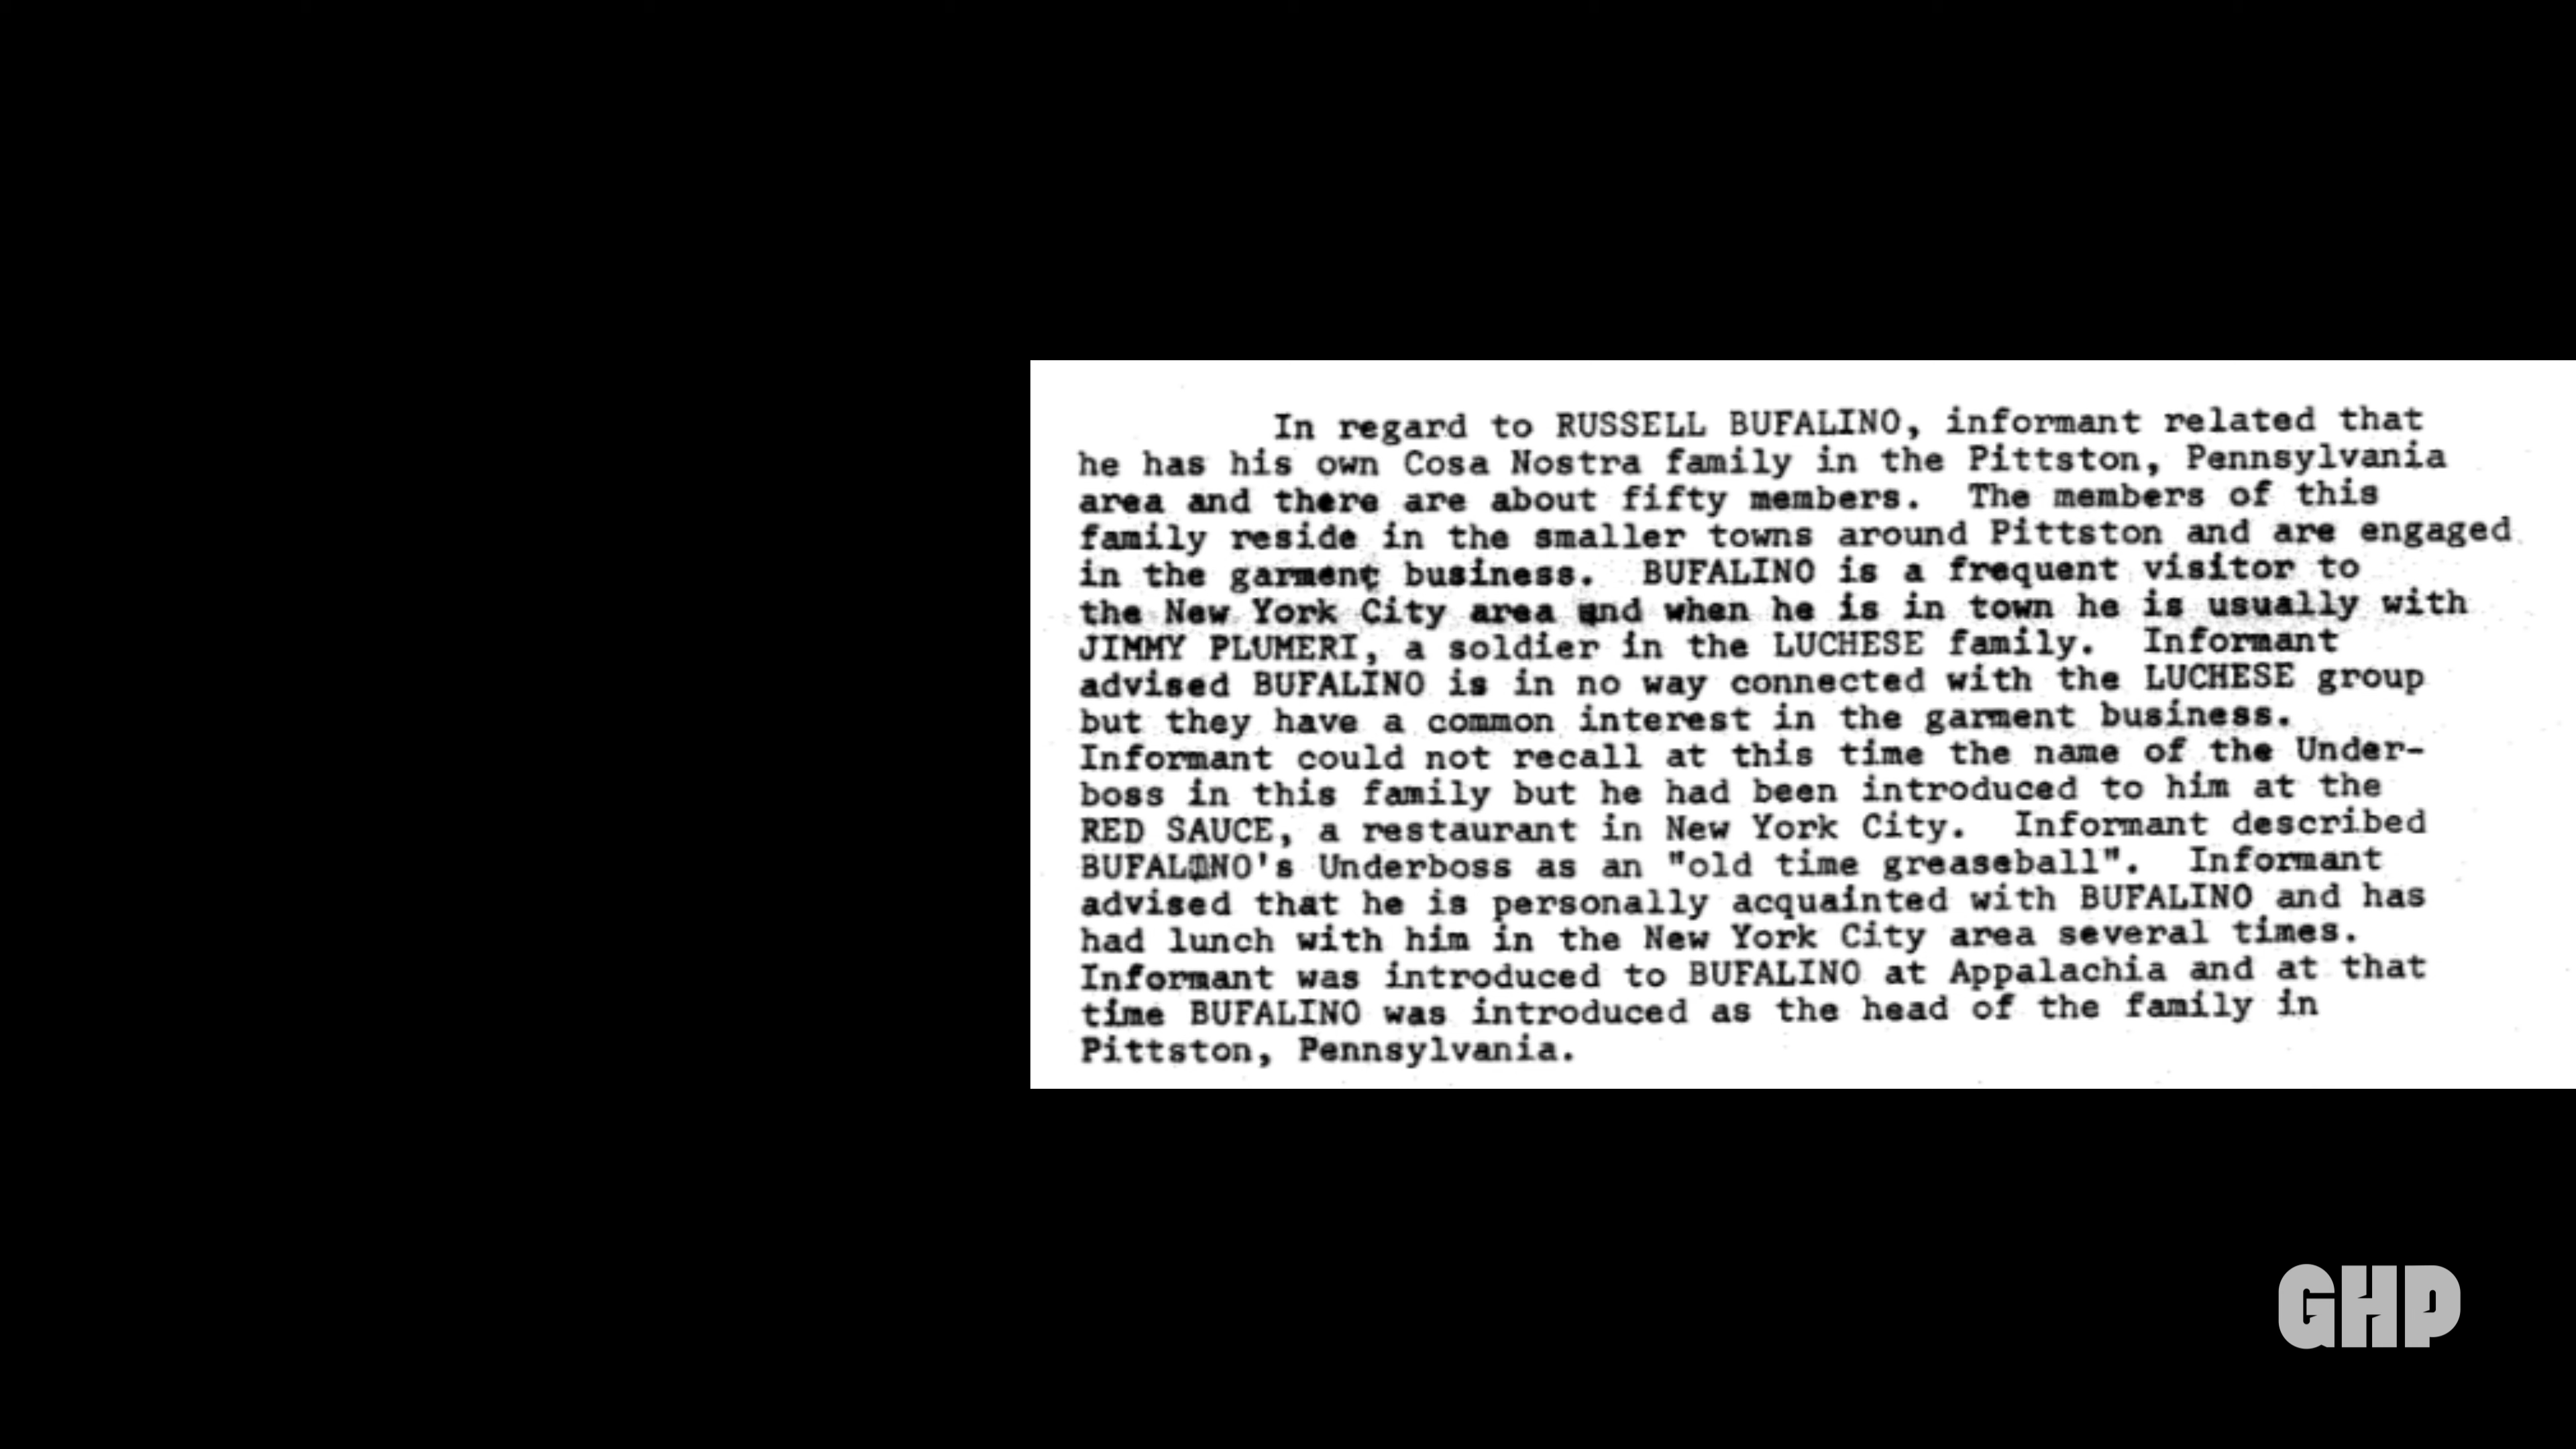 In regard to RUSSELL BUFALINO, informant related that
he has his own Cosa Nostra family in the Pittston, Pennsylvania
area and there are about fifty members. The members of this
family reside in the smaller towns around Pittston and are engaged
in the garment business. BUFALINO is a frequent visitor to
the New York City area and when he is in town he is usually with
JIMMY PLUMERI, a soldier in the LUCHESE family. Informant
advised BUFALINO is in no way connected with the LUCHESE group
but they have a common interest in the garment business.
Informant could not recall at this time the name of the Under-
boss in this family but he had been introduced to him at the
RED SAUCE, a restaurant in New York City. Informant described
BUFALINO's Underboss as an "old time greaseball". Informant
advised that he is personally acquainted with BUFALINO and has
had lunch with him in the New York City area several times.
Informant was introduced to BUFALINO at Appalachia and at that
time BUFALINO was introduced as the head of the family in
Pittston, Pennsylvania.
GHP